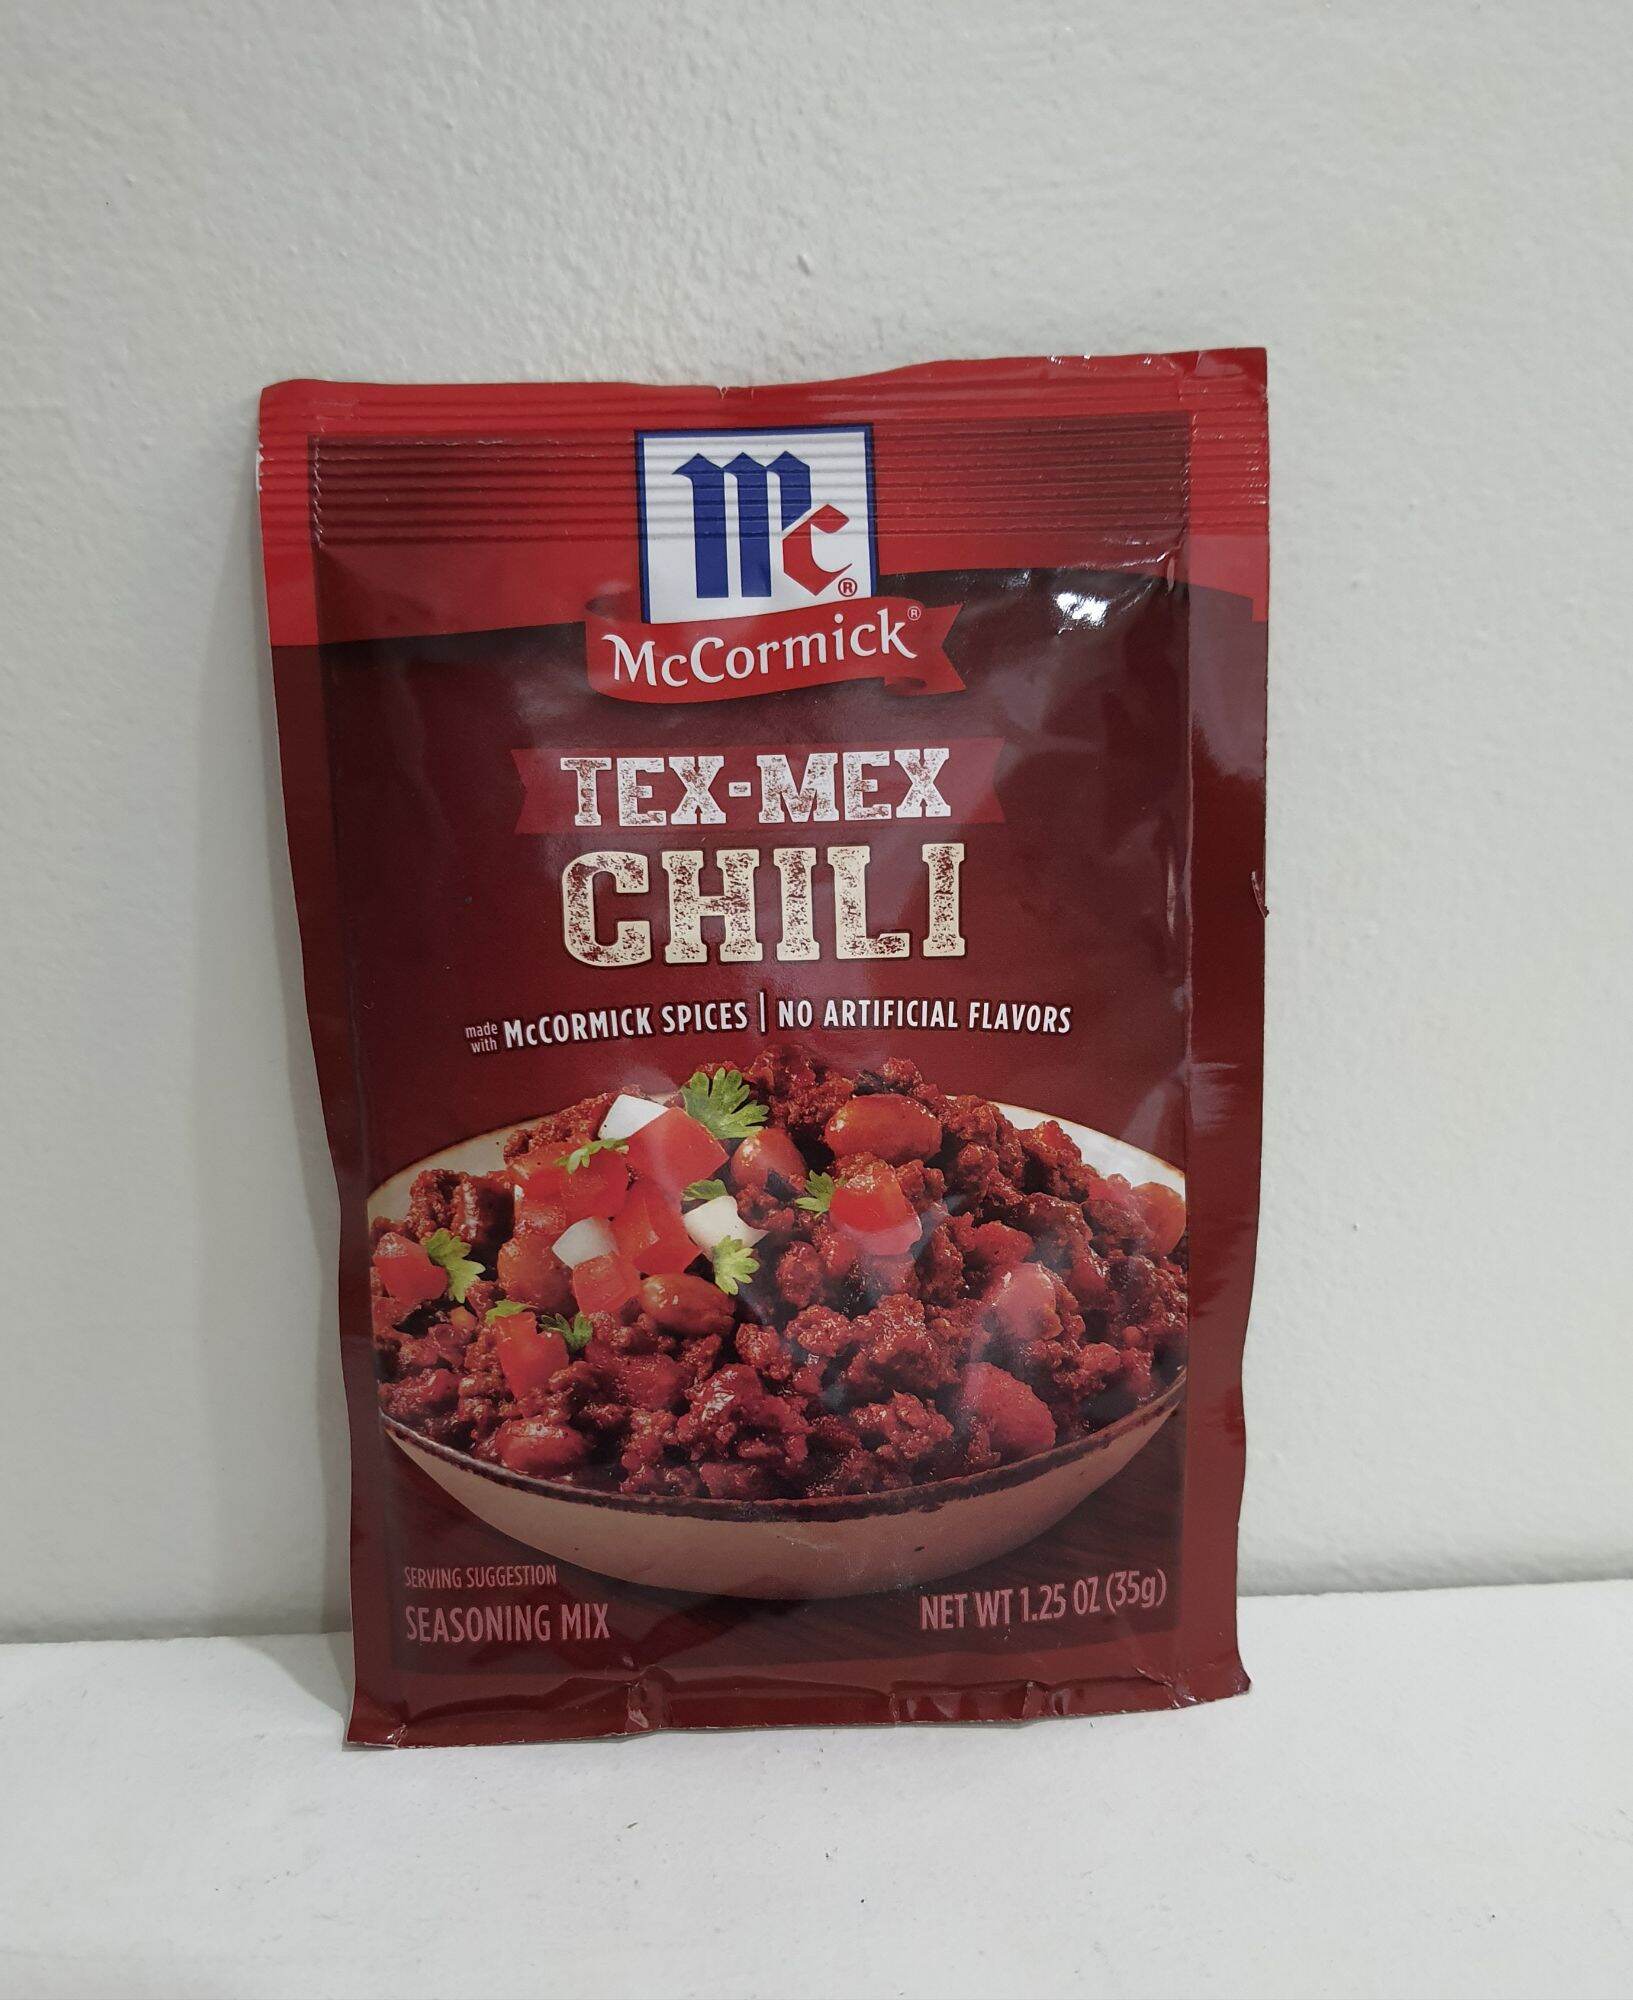 Mc®
McCormick®
TEX-MEX
CHILI
made with McCORMICK SPICES | NO ARTIFICIAL FLAVORS
SERVING SUGGESTION
SEASONING MIX
NET WT 1.25 OZ (35g)